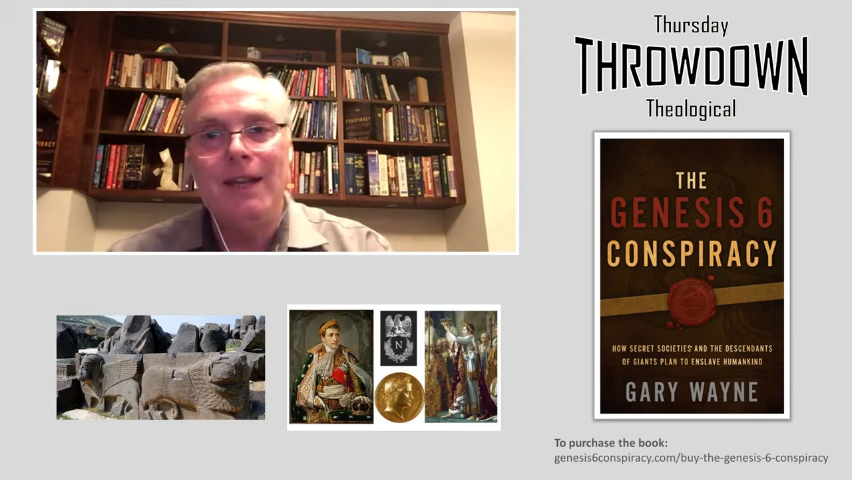 Thursday
THROWDOWN
Theological
THE
GENESIS 6
CONSPIRACY
HOW SECRET SOCIETIES AND THE DESCENDANTS
OF GIANTS PLAN TO ENSLAVE HUMANKIND
GARY WAYNE
N
To purchase the book:
genesis6conspiracy.com/buy-the-genesis-6-conspiracy